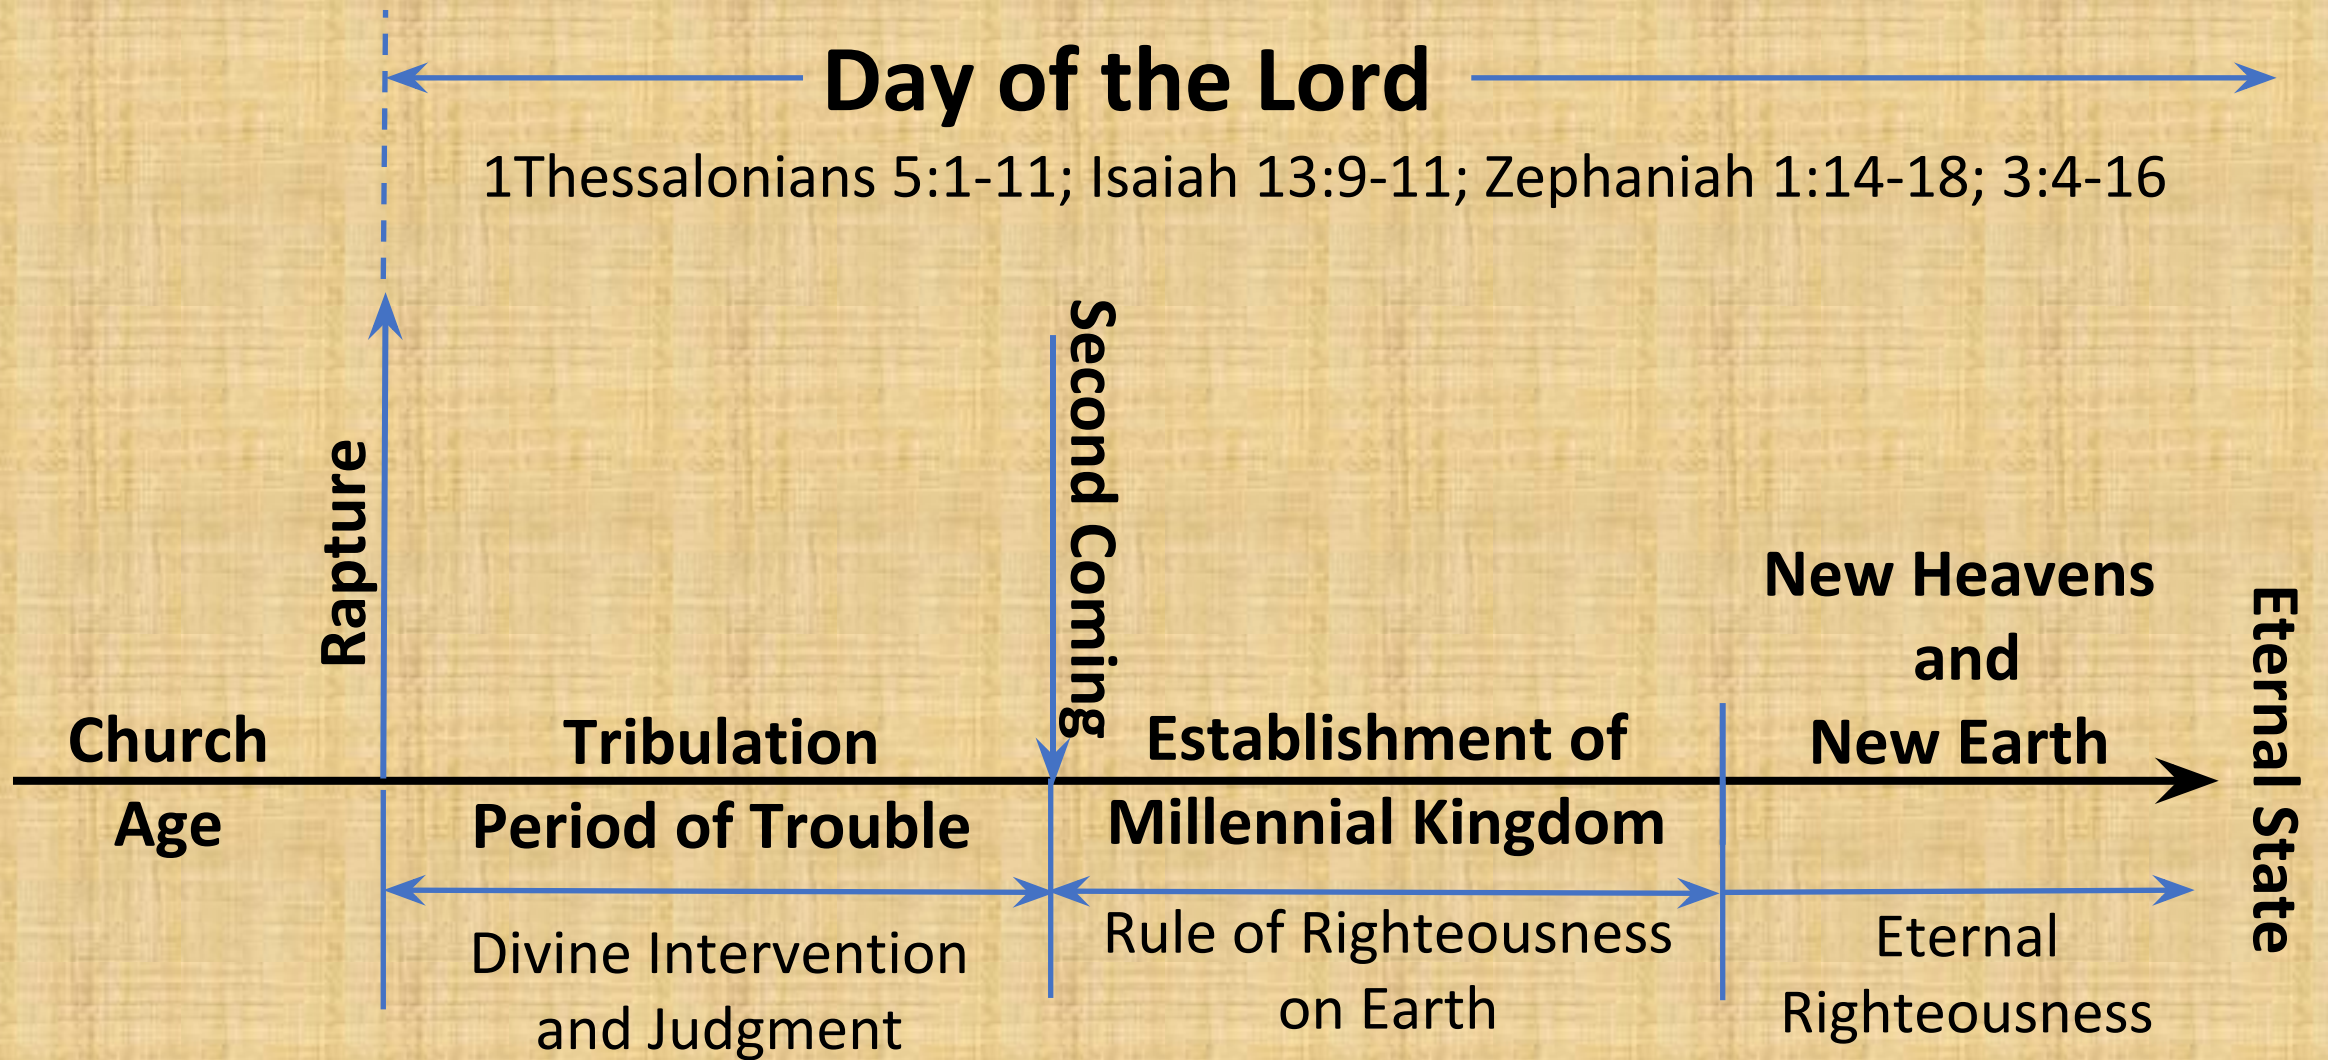 Day of the Lord
1Thessalonians 5:1-11; Isaiah 13:9-11; Zephaniah 1:14-18; 3:4-16
Rapture
Second Coming
Church
Age
Tribulation
Period of Trouble
Divine Intervention
and Judgment
Establishment of
Millennial Kingdom
Rule of Righteousness
on Earth
New Heavens
and
New Earth
Eternal
Righteousness
Eternal State